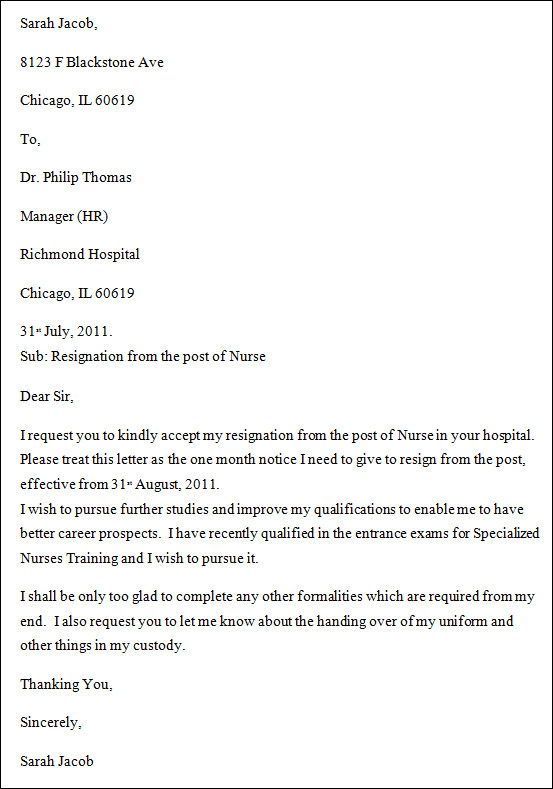 Sarah Jacob,
8123 F Blackstone Ave
Chicago, IL 60619
To,
Dr. Philip Thomas
Manager (HR)
Richmond Hospital
Chicago, IL 60619
31st July, 2011.
Sub: Resignation from the post of Nurse
Dear Sir,
I request you to kindly accept my resignation from the post of Nurse in your hospital.
Please treat this letter as the one month notice I need to give to resign from the post,
effective from 31st August, 2011.
I wish to pursue further studies and improve my qualifications to enable me to have
better career prospects.  I have recently qualified in the entrance exams for Specialized
Nurses Training and I wish to pursue it.
I shall be only too glad to complete any other formalities which are required from my
end.  I also request you to let me know about the handing over of my uniform and
other things in my custody.
Thanking You,
Sincerely,
Sarah Jacob